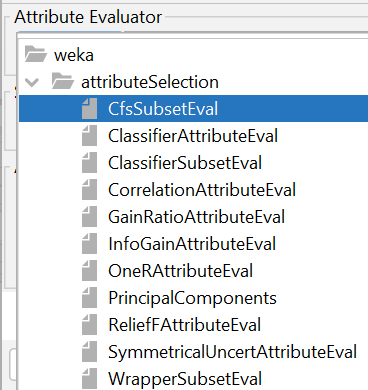 Attribute Evaluator
weka
attributeSelection
CfsSubsetEval
ClassifierAttributeEval
ClassifierSubsetEval
CorrelationAttributeEval
GainRatioAttributeEval
InfoGainAttributeEval
OneRAttributeEval
PrincipalComponents
ReliefFAttributeEval
SymmetricalUncertAttributeEval
WrapperSubsetEval